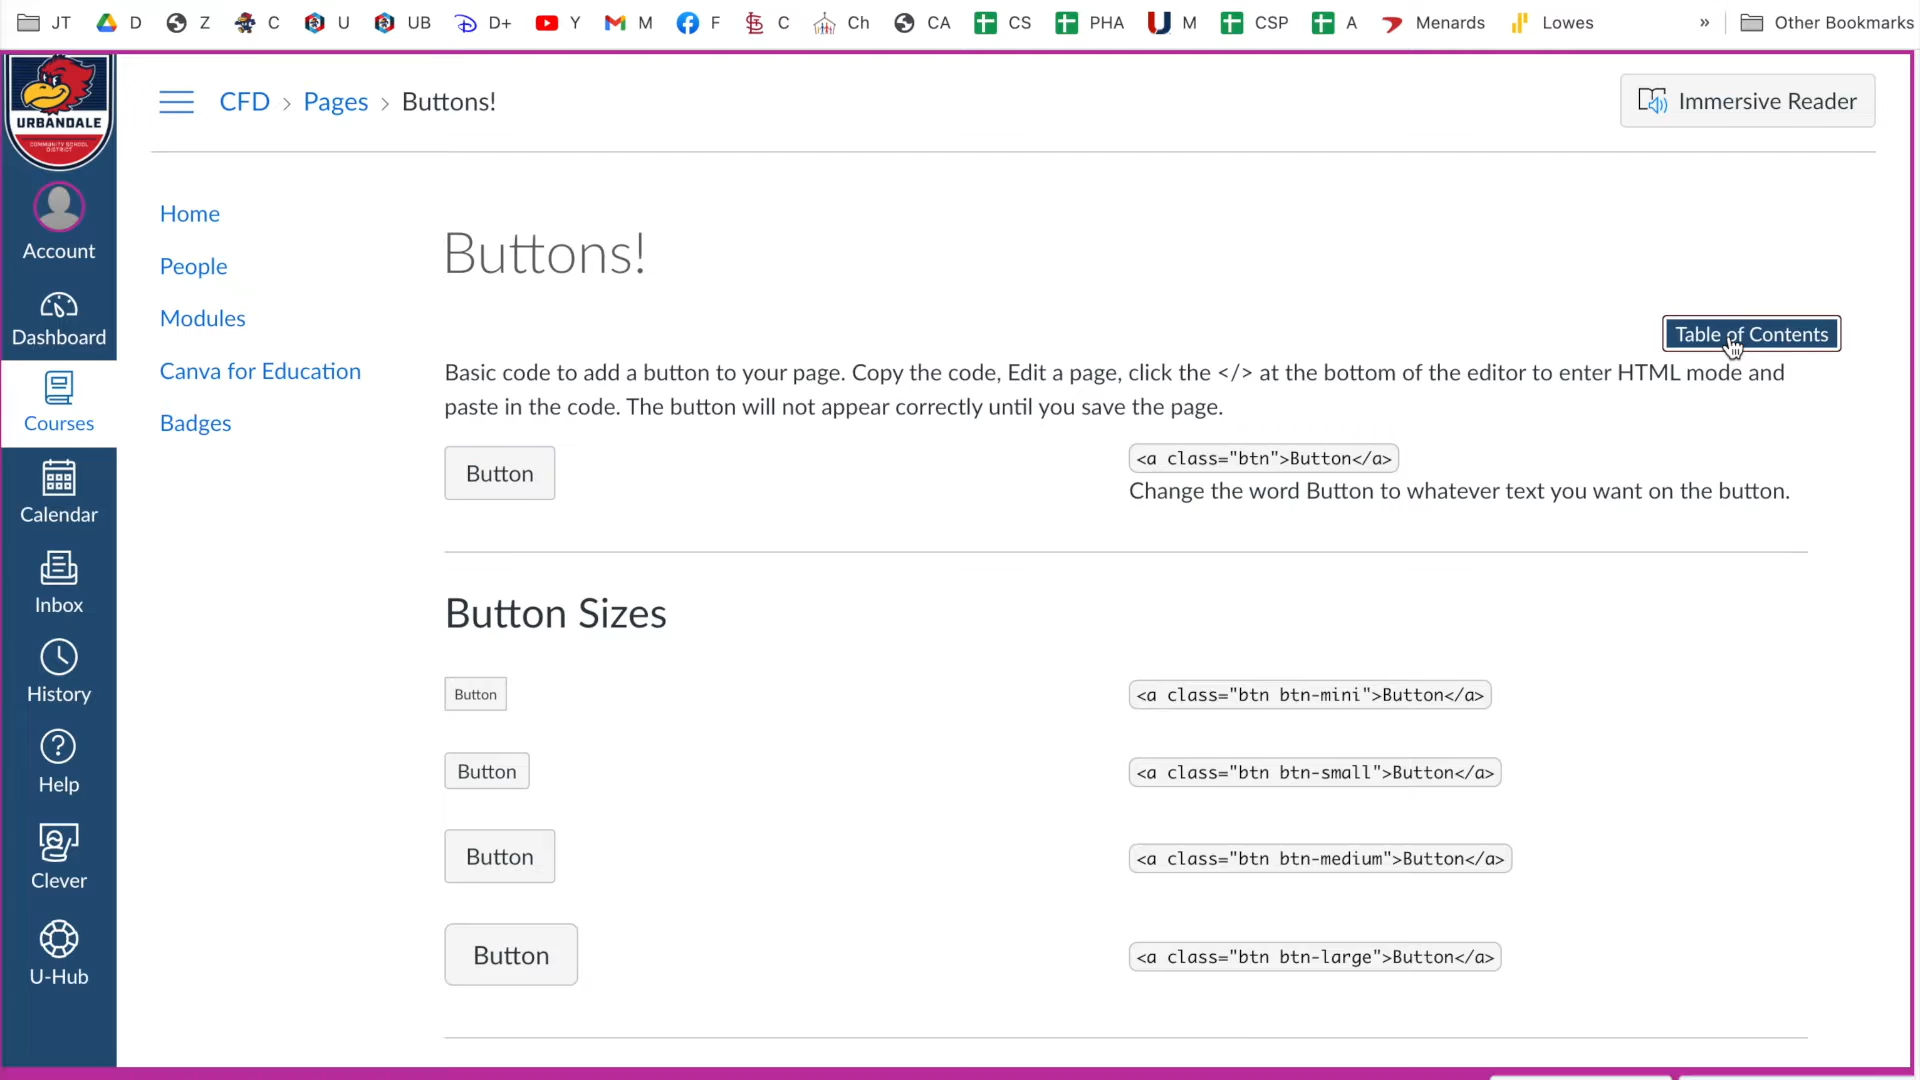 JT D Z C U UB D+ Y M F C Ch CA CS PHA M CSP A Menards Lowes » Other Bookmarks
URBANDALE
COMMUNITY SCHOOL
DISTRICT
CFD > Pages > Buttons!
Immersive Reader
Account
Dashboard
Courses
Calendar
Inbox
History
Help
Clever
U-Hub
Home
People
Modules
Canva for Education
Badges
Buttons!
Table of Contents
Basic code to add a button to your page. Copy the code, Edit a page, click the </> at the bottom of the editor to enter HTML mode and
paste in the code. The button will not appear correctly until you save the page.
Button
<a class="btn">Button</a>
Change the word Button to whatever text you want on the button.
Button Sizes
Button
<a class="btn btn-mini">Button</a>
Button
<a class="btn btn-small">Button</a>
Button
<a class="btn btn-medium">Button</a>
Button
<a class="btn btn-large">Button</a>